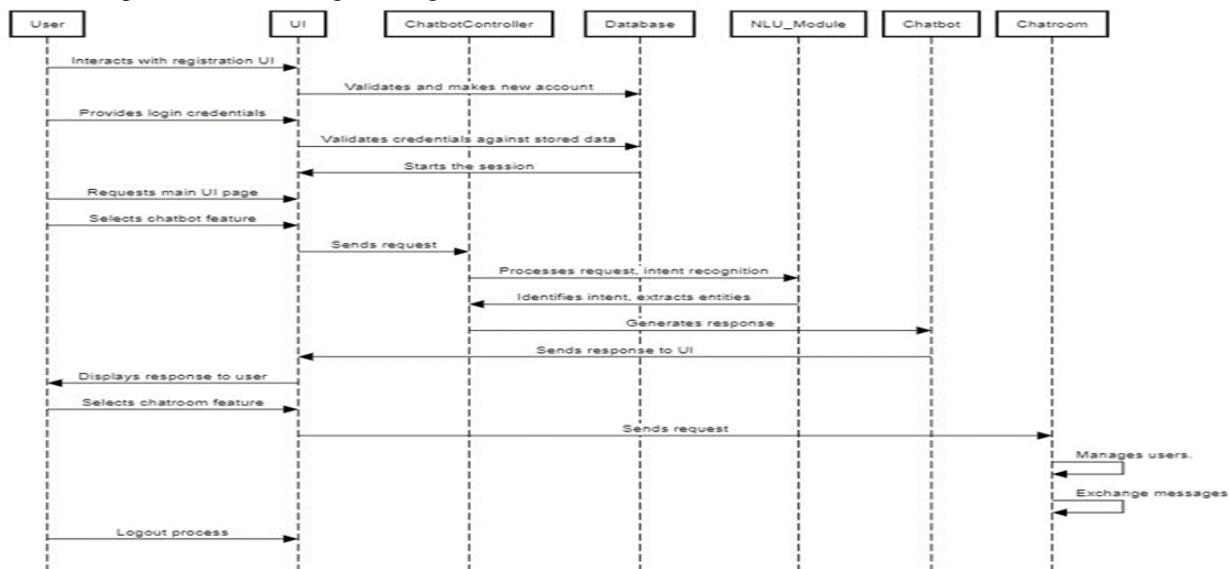 User UI ChatbotController Database NLU_Module Chatbot Chatroom
Interacts with registration UI
Validates and makes new account
Provides login credentials
Validates credentials against stored data
Starts the session
Requests main UI page
Selects chatbot feature
Sends request
Processes request, intent recognition
Identifies intent, extracts entities
Generates response
Sends response to UI
Displays response to user
Selects chatroom feature
Sends request
Manages users.
Exchange messages
Logout process